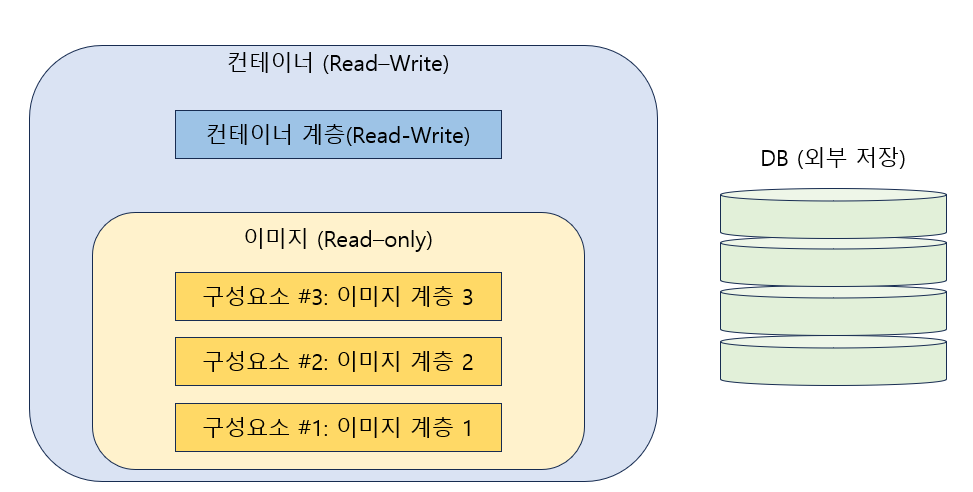 컨테이너 (Read–Write)
컨테이너 계층(Read-Write)
이미지 (Read–only)
구성요소 #3: 이미지 계층 3
구성요소 #2: 이미지 계층 2
구성요소 #1: 이미지 계층 1
DB (외부 저장)